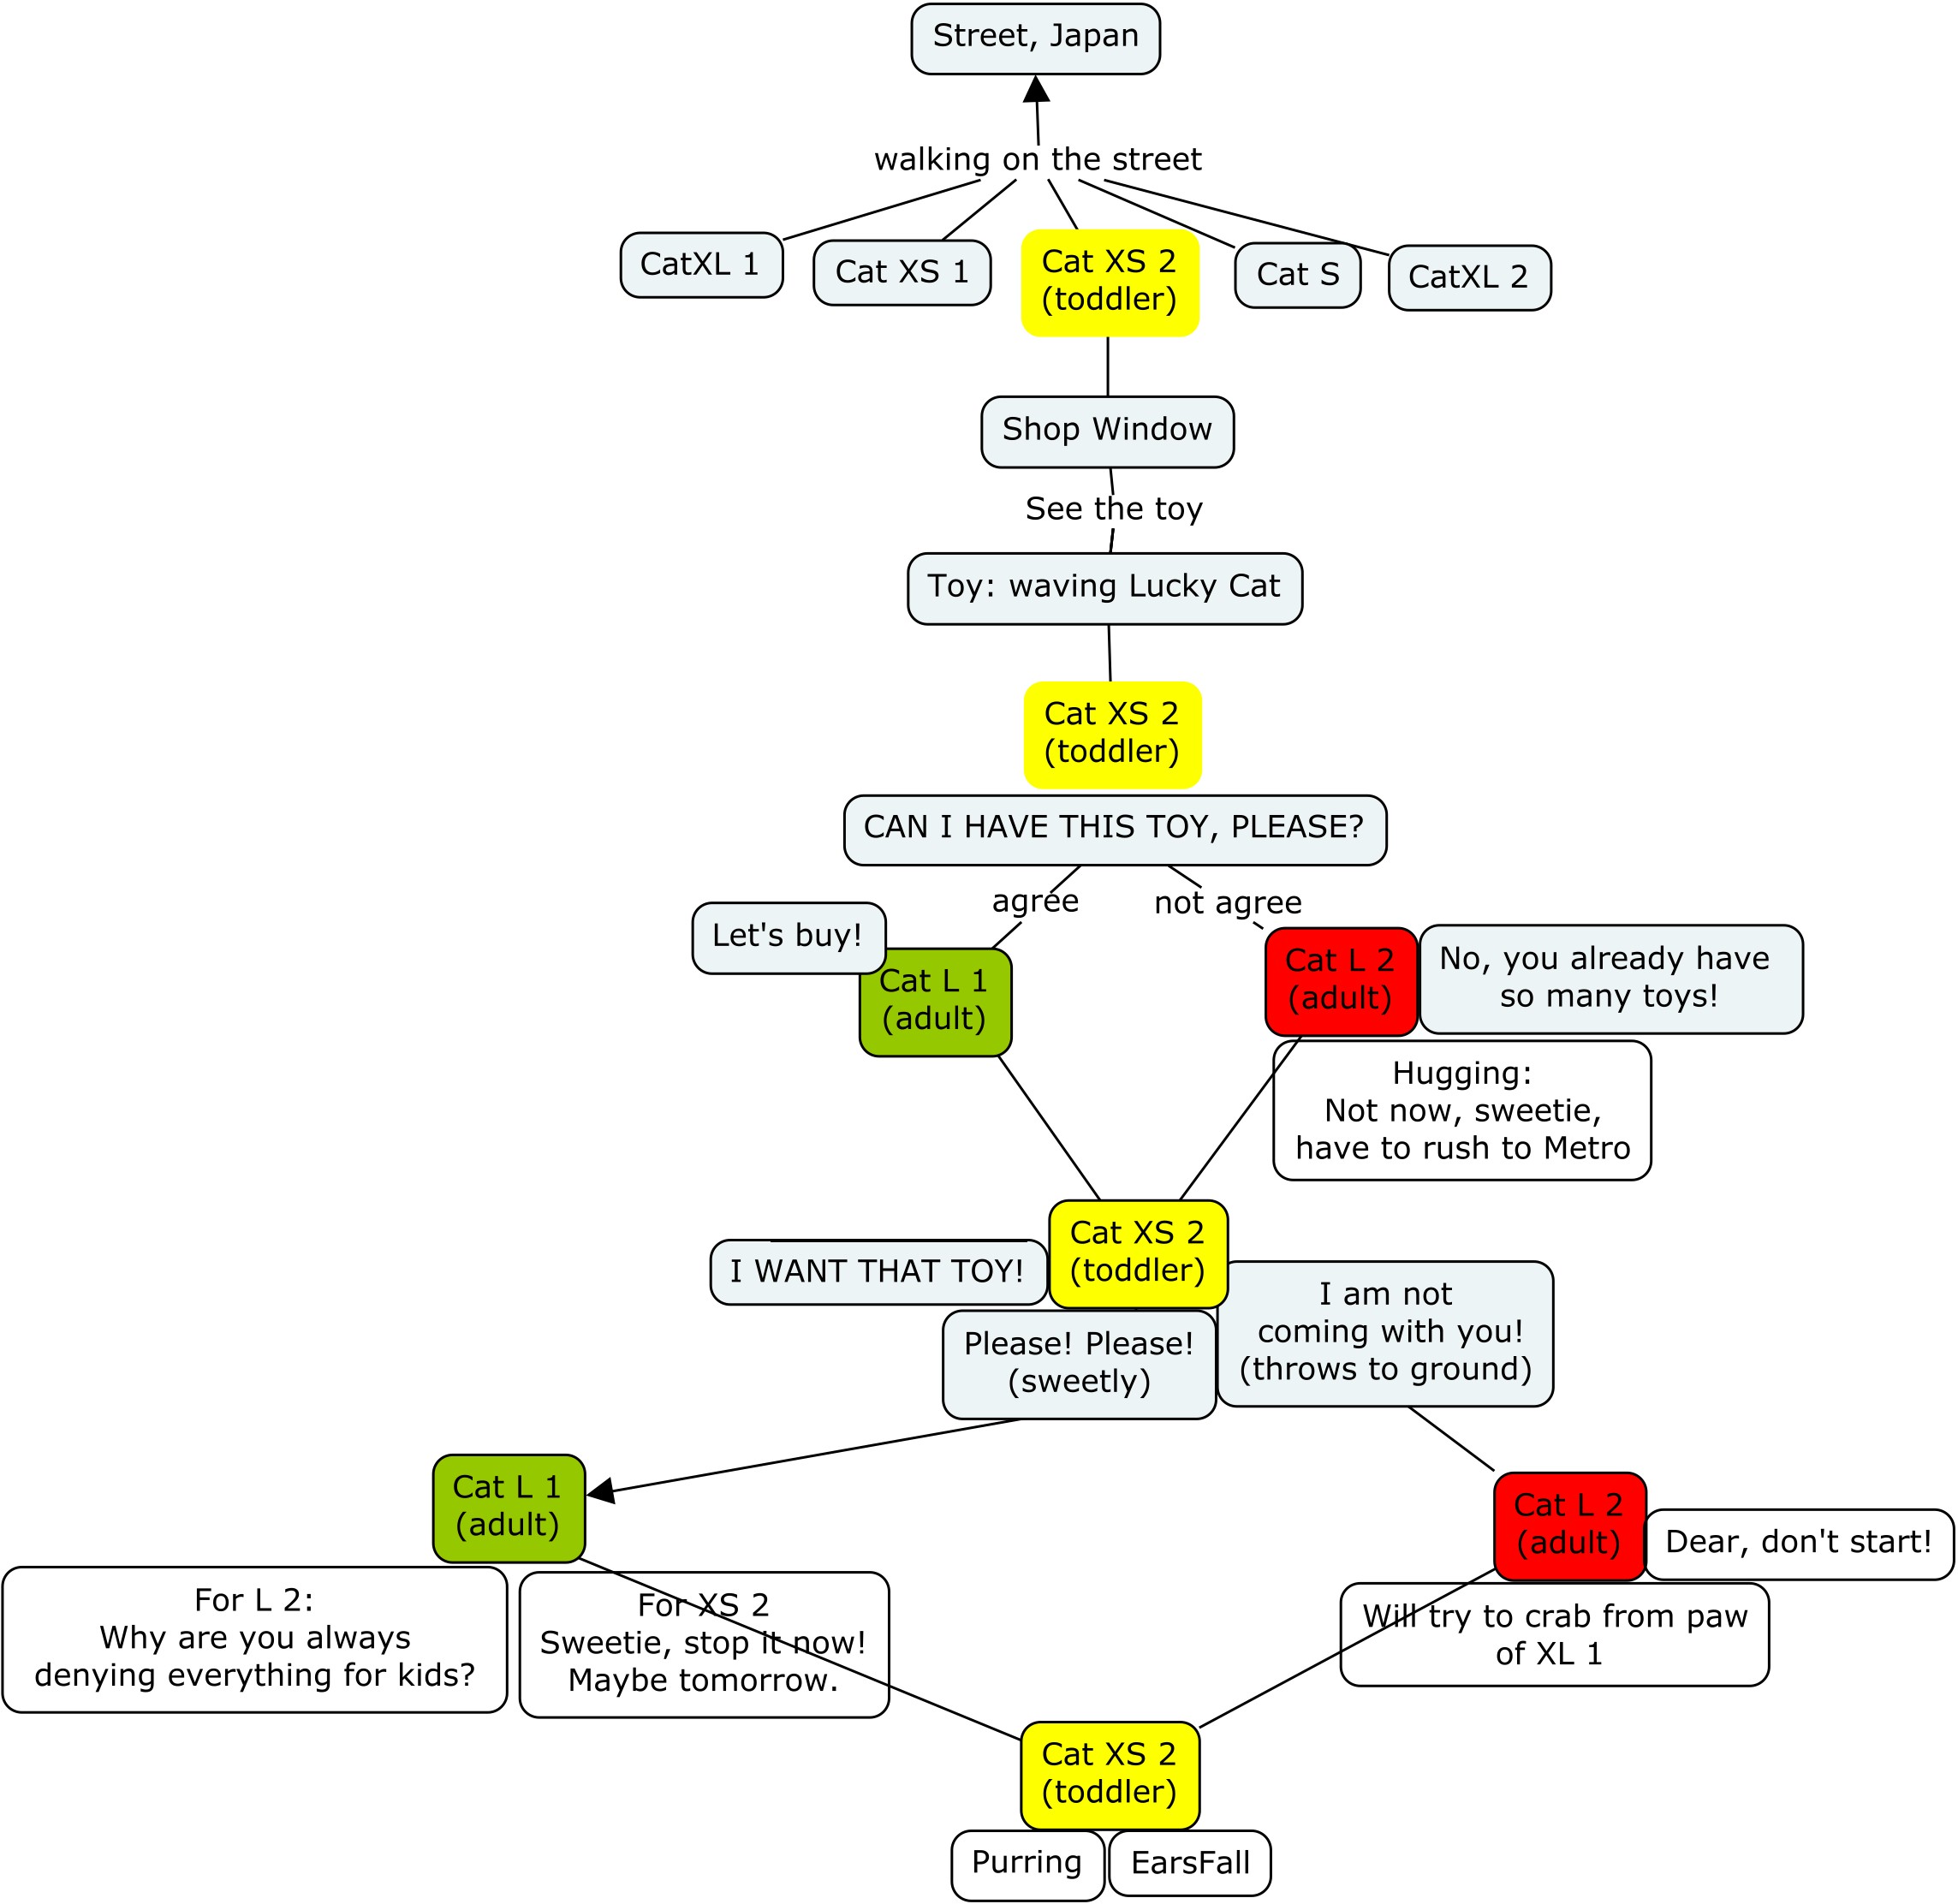 Street, Japan
walking on the street
CatXL 1
Cat XS 1
Cat XS 2
(toddler)
Cat S
CatXL 2
Shop Window
See the toy
Toy: waving Lucky Cat
Cat XS 2
(toddler)
CAN I HAVE THIS TOY, PLEASE?
agree
not agree
Let's buy!
Cat L 1
(adult)
Cat L 2
(adult)
No, you already have
so many toys!
Hugging:
Not now, sweetie,
have to rush to Metro
Cat XS 2
(toddler)
I WANT THAT TOY!
Please! Please!
(sweetly)
I am not
coming with you!
(throws to ground)
Cat L 1
(adult)
For L 2:
Why are you always
denying everything for kids?
For XS 2
Sweetie, stop it now!
Maybe tomorrow.
Cat L 2
(adult)
Dear, don't start!
Will try to crab from paw
of XL 1
Cat XS 2
(toddler)
Purring
EarsFall